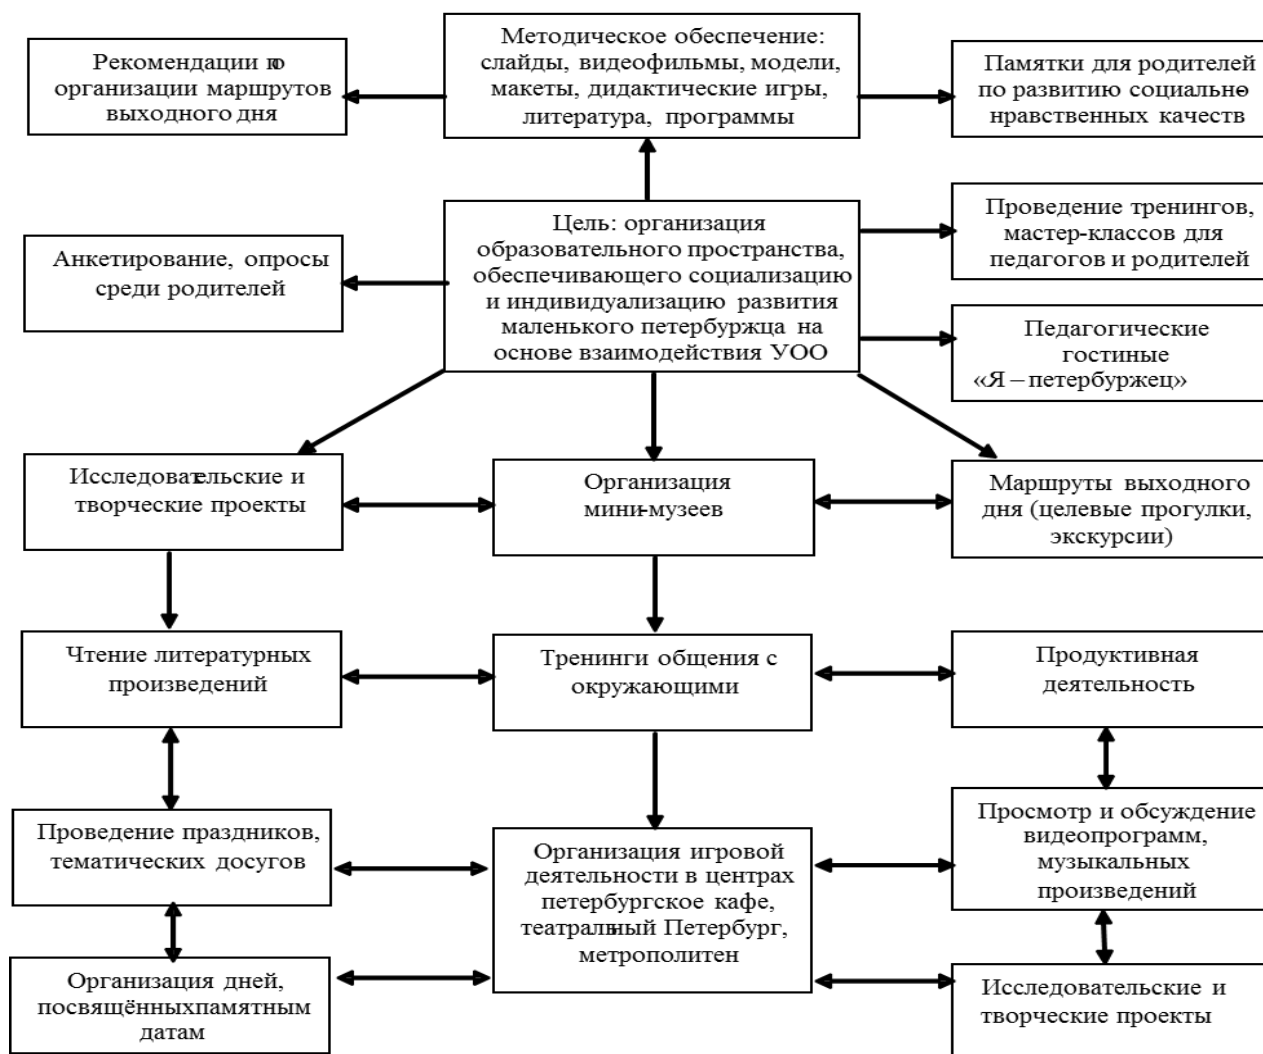 Методическое обеспечение:
слайды, видеофильмы, модели,
макеты, дидактические игры,
литература, программы
Рекомендации по
организации маршрутов
выходного дня
Памятки для родителей
по развитию социально-
нравственных качеств
Цель: организация
образовательного пространства,
обеспечивающего социализацию
и индивидуализацию развития
маленького петербуржца на
основе взаимодействия УОО
Анкетирование, опросы
среди родителей
Проведение тренингов,
мастер-классов для
педагогов и родителей
Педагогические
гостиные
«Я – петербуржец»
Исследовательские и
творческие проекты
Организация
мини-музеев
Маршруты выходного
дня (целевые прогулки,
экскурсии)
Чтение литературных
произведений
Тренинги общения с
окружающими
Продуктивная
деятельность
Проведение праздников,
тематических досугов
Организация игровой
деятельности в центрах
петербургское кафе,
театральный Петербург,
метрополитен
Просмотр и обсуждение
видеопрограмм,
музыкальных
произведений
Организация дней,
посвящённыхпамятным
датам
Исследовательские и
творческие проекты